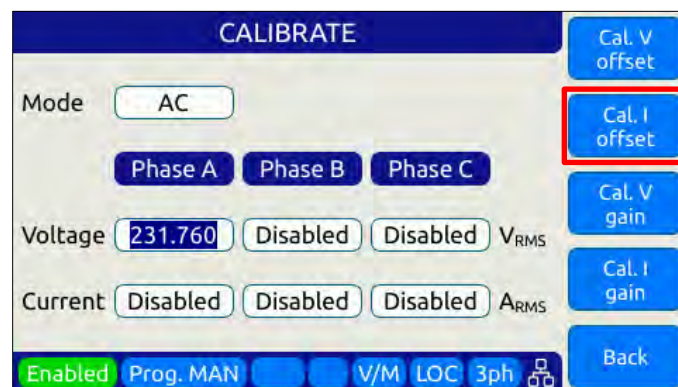 CALIBRATE
Cal. V
offset
Mode AC
Cal. I
offset
Phase A Phase B Phase C
Cal. V
gain
Voltage 231.760 Disabled Disabled VRMS
Cal. I
gain
Current Disabled Disabled Disabled ARMS
Back
Enabled Prog. MAN V/M LOC 3ph